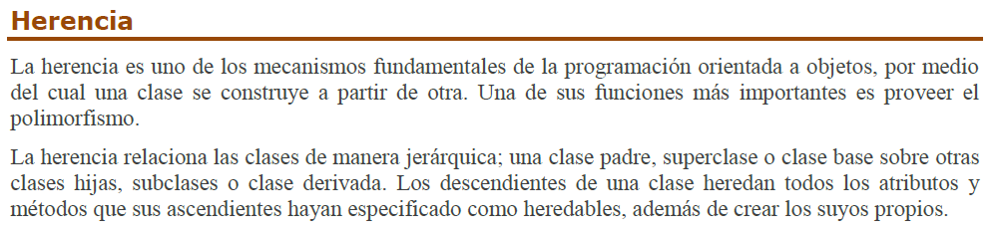 Herencia
La herencia es uno de los mecanismos fundamentales de la programación orientada a objetos, por medio
del cual una clase se construye a partir de otra. Una de sus funciones más importantes es proveer el
polimorfismo.
La herencia relaciona las clases de manera jerárquica; una clase padre, superclase o clase base sobre otras
clases hijas, subclases o clase derivada. Los descendientes de una clase heredan todos los atributos y
métodos que sus ascendientes hayan especificado como heredables, además de crear los suyos propios.